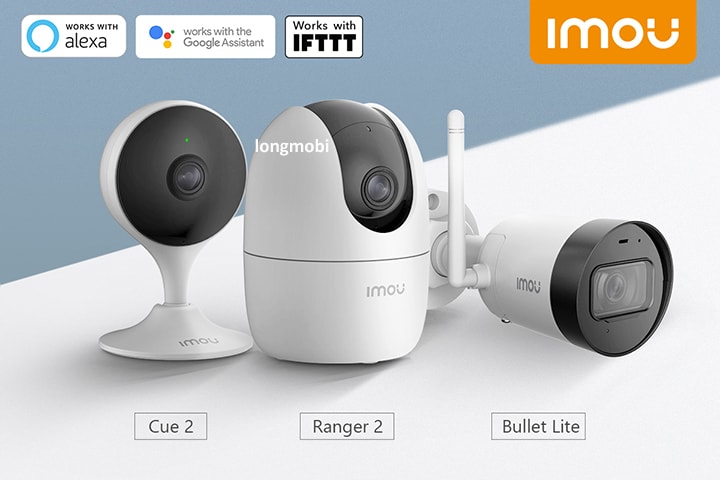 WORKS WITH
alexa
works with the
Google Assistant
Works with
IFTTT
imou
longmobi
imou
imou
imou
Cue 2
Ranger 2
Bullet Lite